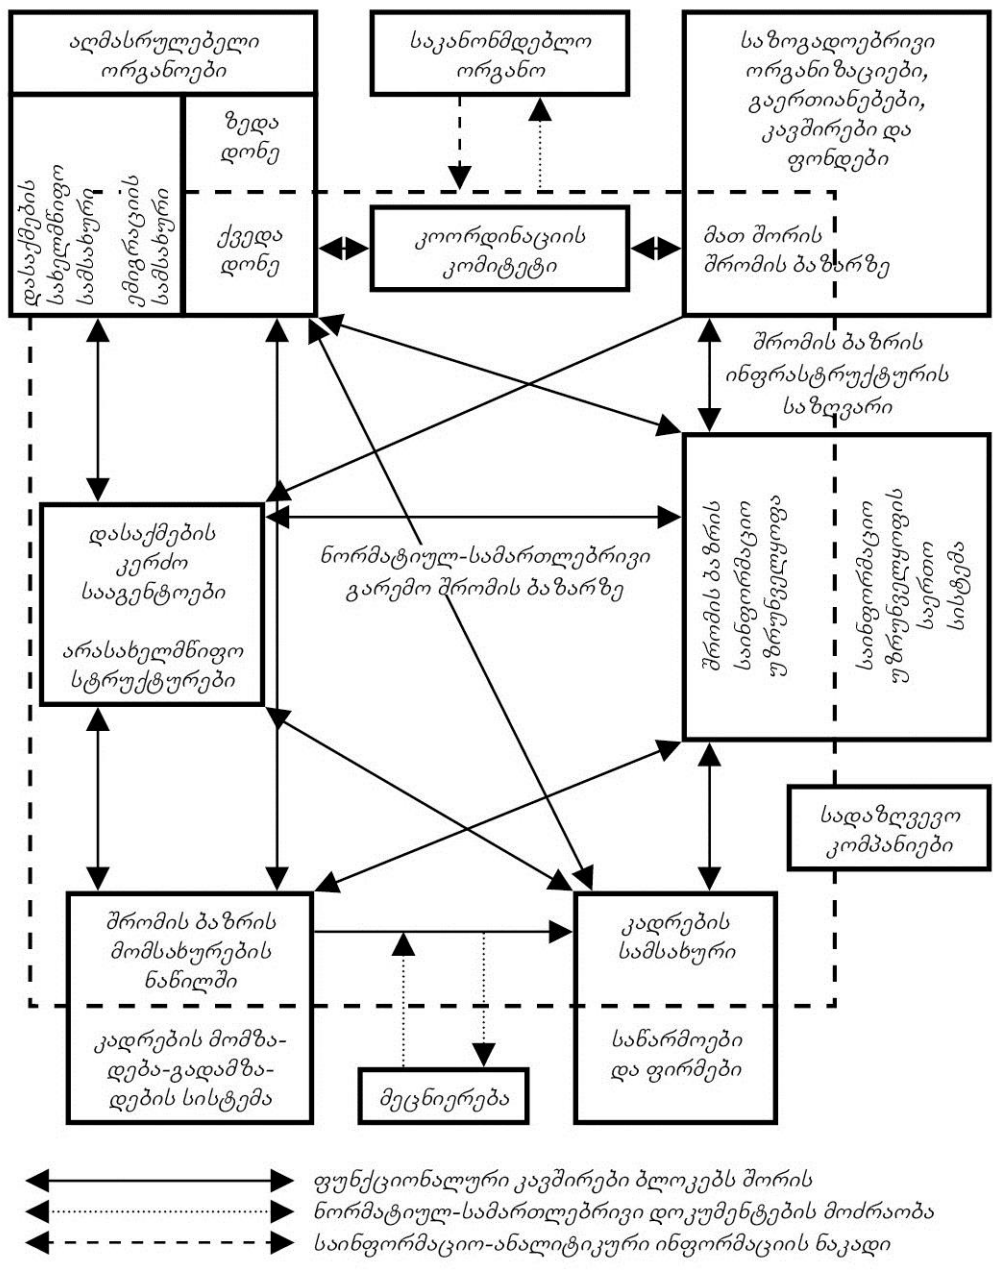 აღმასრულებელი
ორგანოები
დასაქმების
სახელმწიფო
სამსახური
ემიგრაციის
სამსახური
ზედა
დონე
ქვედა
დონე
საკანონმდებლო
ორგანო
კოორდინაციის
კომიტეტი
საზოგადოებრივი
ორგანიზაციები,
გაერთიანებები,
კავშირები და
ფონდები
მათ შორის
შრომის ბაზარზე
შრომის ბაზრის
ინფრასტრუქტურის
საზღვარი
დასაქმების
კერძო
სააგენტოები
არასახელმწიფო
სტრუქტურები
ნორმატიულ-სამართლებრივი
გარემო შრომის ბაზარზე
შრომის ბაზრის
საინფორმაციო
უზრუნველყოფა
საინფორმაციო
უზრუნველყოფის
საერთო
სისტემა
სადაზღვევო
კომპანიები
შრომის ბაზრის
მომსახურების
ნაწილში
კადრების მომზა-
დება-გადამზა-
დების სისტემა
მეცნიერება
კადრების
სამსახური
საწარმოები
და ფირმები
ფუნქციონალური კავშირები ბლოკებს შორის
ნორმატიულ-სამართლებრივი დოკუმენტების მოძრაობა
საინფორმაციო-ანალიტიკური ინფორმაციის ნაკადი